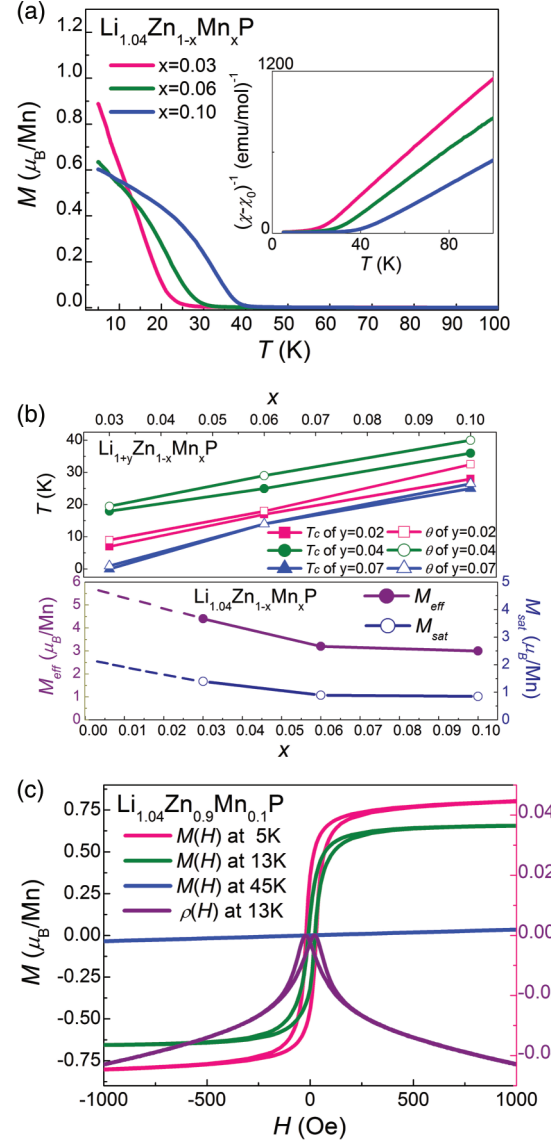 (a)
Li1.04Zn1-xMnxP
x=0.03
x=0.06
x=0.10
1.2
1.0
0.8
0.6
0.4
0.2
0.0
M (μB/Mn)
10 20 30 40 50 60 70 80 90 100
T (K)
1200
0
(χ-χ0)-1 (emu/mol)-1
0 40 80
T (K)
(b)
x
0.03 0.04 0.05 0.06 0.07 0.08 0.09 0.10
Li1+yZn1-xMnxP
40
30
20
10
0
T (K)
TC of y=0.02 θ of y=0.02
TC of y=0.04 θ of y=0.04
TC of y=0.07 θ of y=0.07
Li1.04Zn1-xMnxP
Meff
Msat
6
5
4
3
2
1
0
Meff (μB/Mn)
5
4
3
2
1
0
Msat (μB/Mn)
0.00 0.01 0.02 0.03 0.04 0.05 0.06 0.07 0.08 0.09 0.10
x
(c)
Li1.04Zn0.9Mn0.1P
M(H) at 5K
M(H) at 13K
M(H) at 45K
ρ(H) at 13K
0.75
0.50
0.25
0.00
-0.25
-0.50
-0.75
M (μB/Mn)
0.04
0.00
-0.0
-0.0
-1000 -500 0 500 1000
H (Oe)